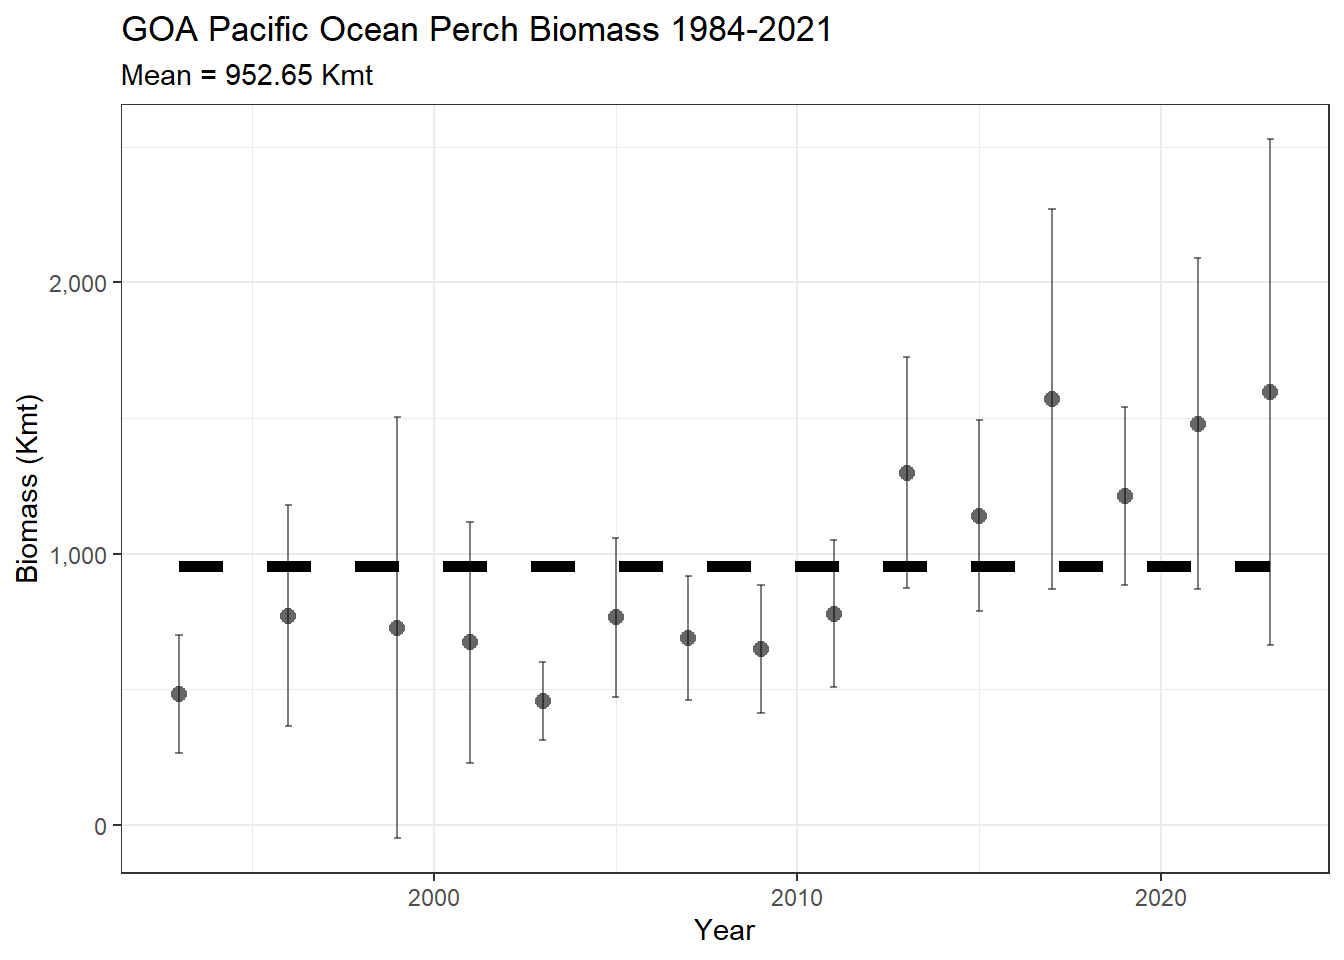 GOA Pacific Ocean Perch Biomass 1984-2021
Mean = 952.65 Kmt
Biomass (Kmt)
2,000
1,000
0
2000 2010 2020
Year